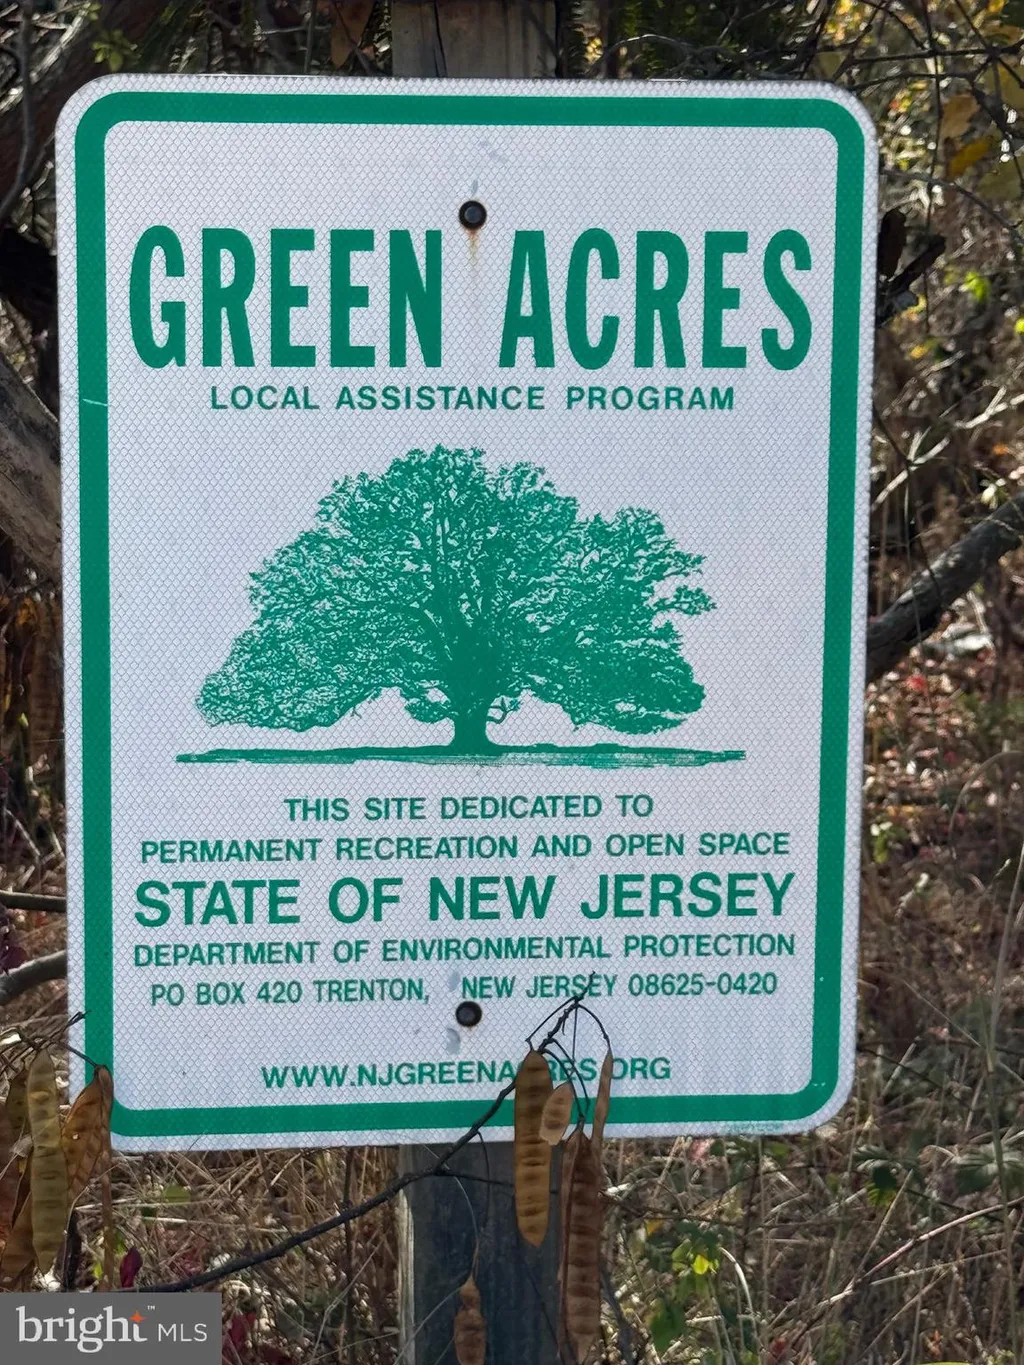 GREEN ACRES
LOCAL ASSISTANCE PROGRAM
THIS SITE DEDICATED TO
PERMANENT RECREATION AND OPEN SPACE
STATE OF NEW JERSEY
DEPARTMENT OF ENVIRONMENTAL PROTECTION
PO BOX 420 TRENTON, NEW JERSEY 08625-0420
WWW.NJGREENACRES.ORG
bright™ MLS